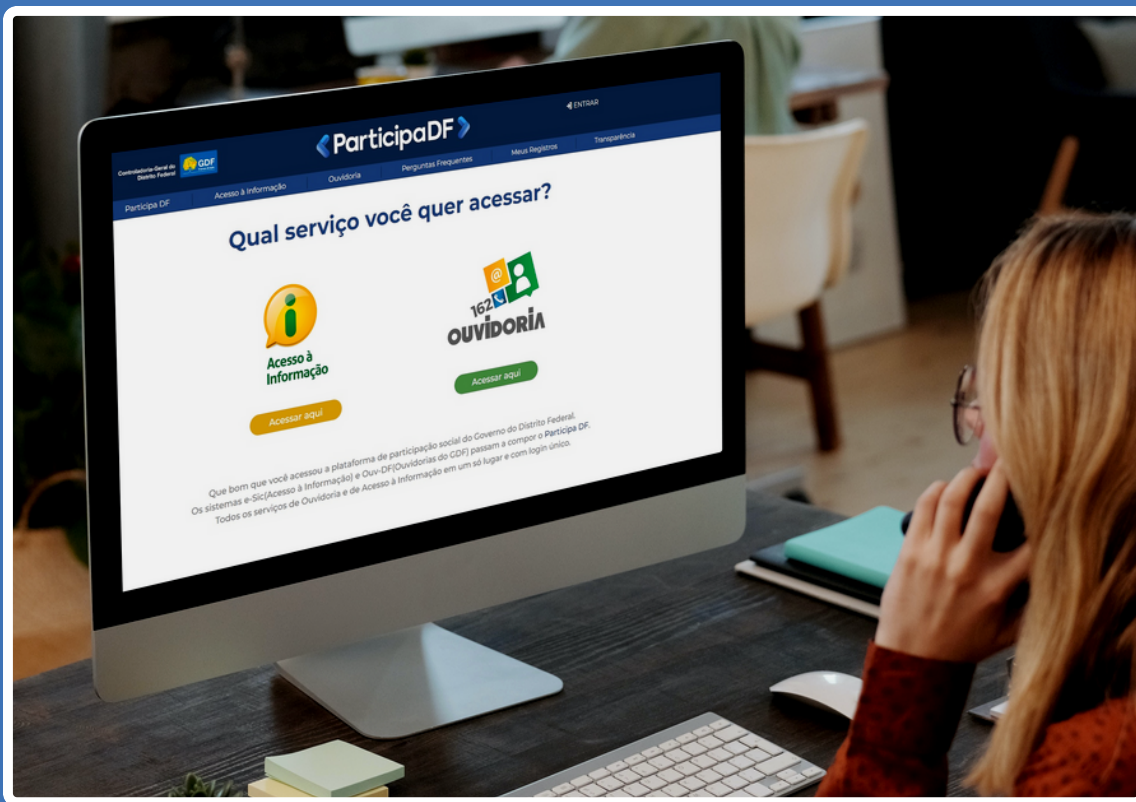 Controladoria-Geral do
Distrito Federal
GDF
ParticipaDF
ENTRAR
Participa DF
Acesso à Informação
Ouvidoria
Perguntas Frequentes
Meus Registros
Transparência
Qual serviço você quer acessar?
Acesso à
Informação
Acessar aqui
162
OUVIDORIA
Acessar aqui
Que bom que você acessou a plataforma de participação social do Governo do Distrito Federal.
Os sistemas e-Sic(Acesso à Informação) e Ouv-DF(Ouvidorias do GDF) passam a compor o Participa DF.
Todos os serviços de Ouvidoria e de Acesso à Informação em um só lugar e com login único.